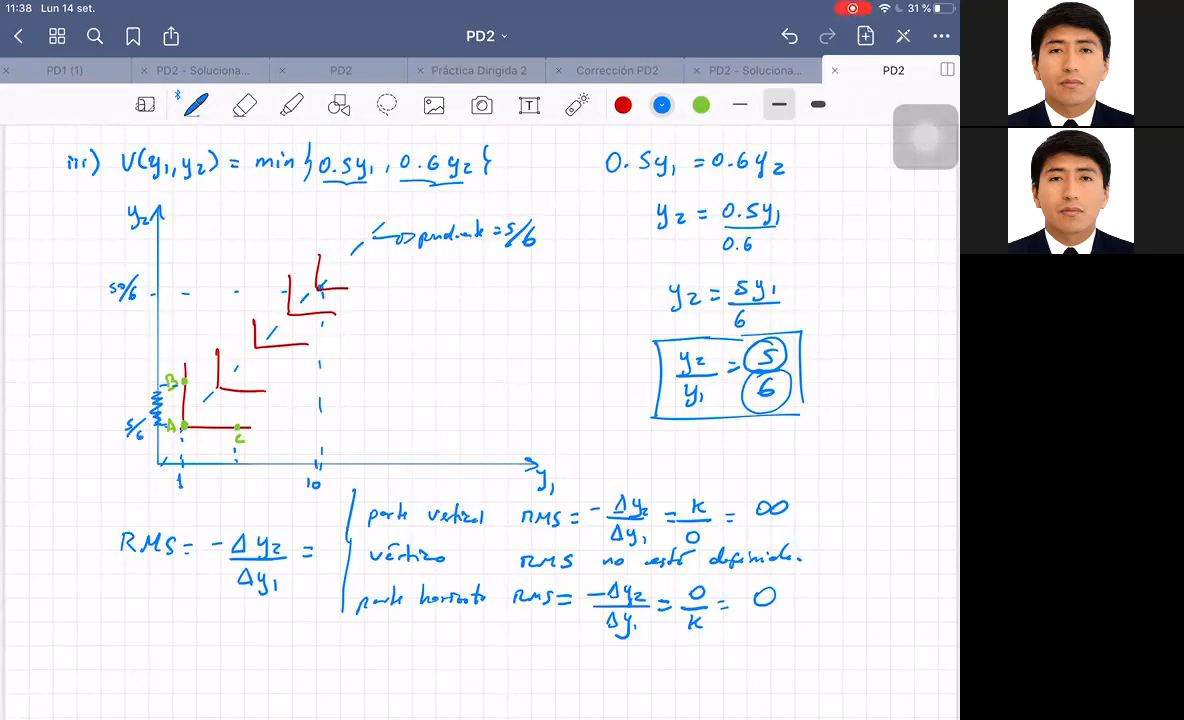 11:38 Lun 14 set. 31 %
PD2
PD1 (1) PD2 - Soluciona... PD2 Práctica Dirigida 2 Corrección PD2 PD2 - Soluciona... PD2
iii) U(y₁,y₂) = min{0.5y₁, 0.6y₂}
0.5y₁ = 0.6y₂
y₂ = 0.5y₁/0.6
y₂ = 5y₁/6
y₂/y₁ = 5/6
y₂
pendiente = 5/6
50/6
B
5/6 A
C
1 10 y₁
RMS = -Δy₂/Δy₁ =
parte vertical RMS = -Δy₂/Δy₁ = k/0 = ∞
vértice RMS no está definida.
parte horizonta RMS = -Δy₂/Δy₁ = 0/k = 0